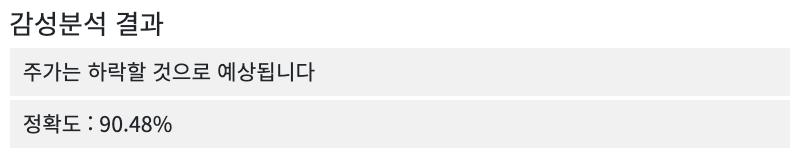 감성분석 결과
주가는 하락할 것으로 예상됩니다
정확도 : 90.48%